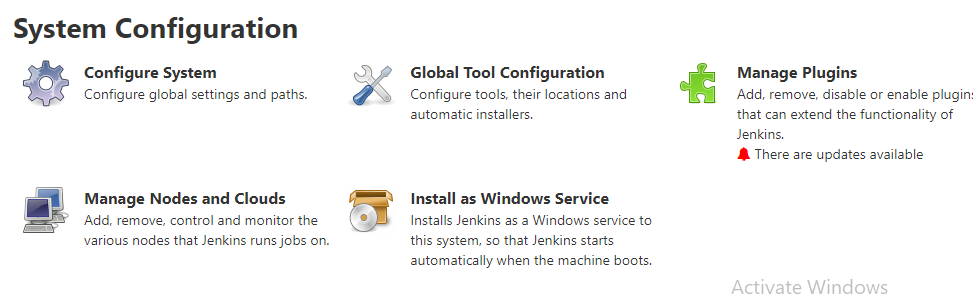 System Configuration
Configure System
Configure global settings and paths.
Global Tool Configuration
Configure tools, their locations and
automatic installers.
Manage Plugins
Add, remove, disable or enable plugins
that can extend the functionality of
Jenkins.
There are updates available
Manage Nodes and Clouds
Add, remove, control and monitor the
various nodes that Jenkins runs jobs on.
Install as Windows Service
Installs Jenkins as a Windows service to
this system, so that Jenkins starts
automatically when the machine boots.
Activate Windows